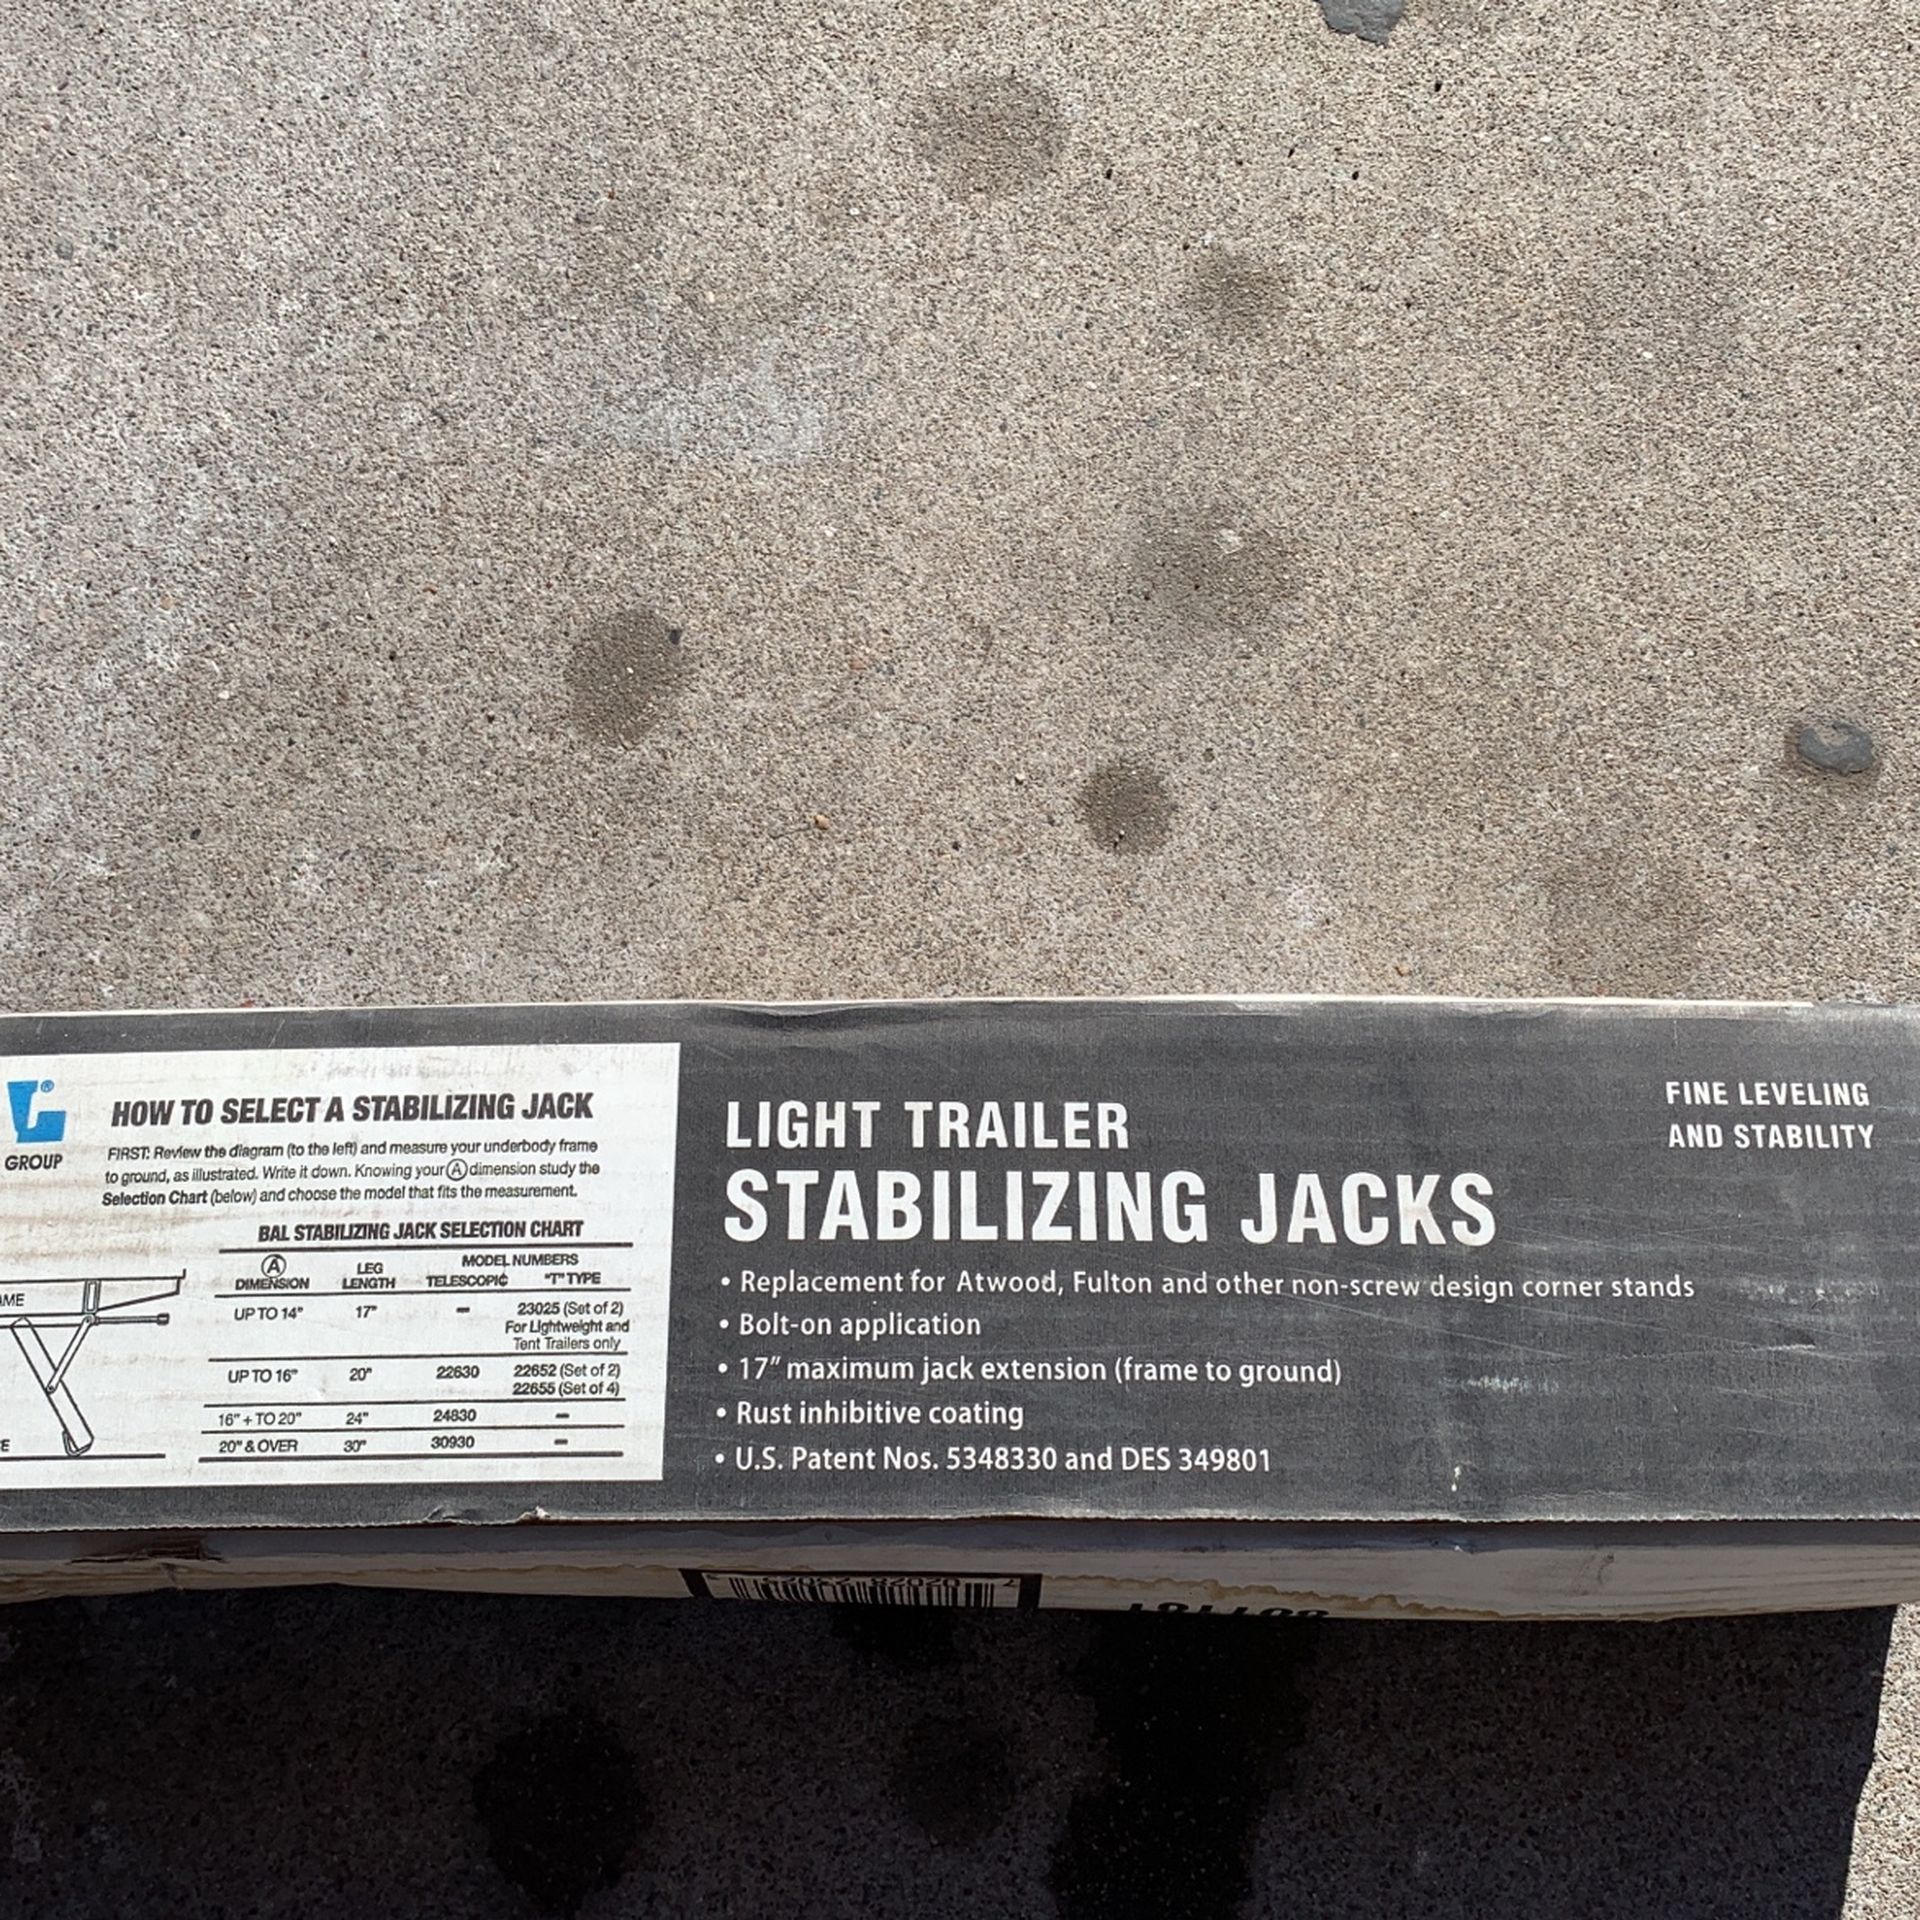 GROUP
HOW TO SELECT A STABILIZING JACK
FIRST: Review the diagram (to the left) and measure your underbody frame
to ground, as illustrated. Write it down. Knowing your Ⓐ dimension study the
Selection Chart (below) and choose the model that fits the measurement.
BAL STABILIZING JACK SELECTION CHART
Ⓐ DIMENSION LEG LENGTH MODEL NUMBERS
TELESCOPIC "T" TYPE
UP TO 14" 17" – 23025 (Set of 2)
For Lightweight and
Tent Trailers only
UP TO 16" 20" 22630 22652 (Set of 2)
22655 (Set of 4)
16" + TO 20" 24" 24830 –
20" & OVER 30" 30930 –
LIGHT TRAILER
STABILIZING JACKS
• Replacement for Atwood, Fulton and other non-screw design corner stands
• Bolt-on application
• 17" maximum jack extension (frame to ground)
• Rust inhibitive coating
• U.S. Patent Nos. 5348330 and DES 349801
FINE LEVELING
AND STABILITY